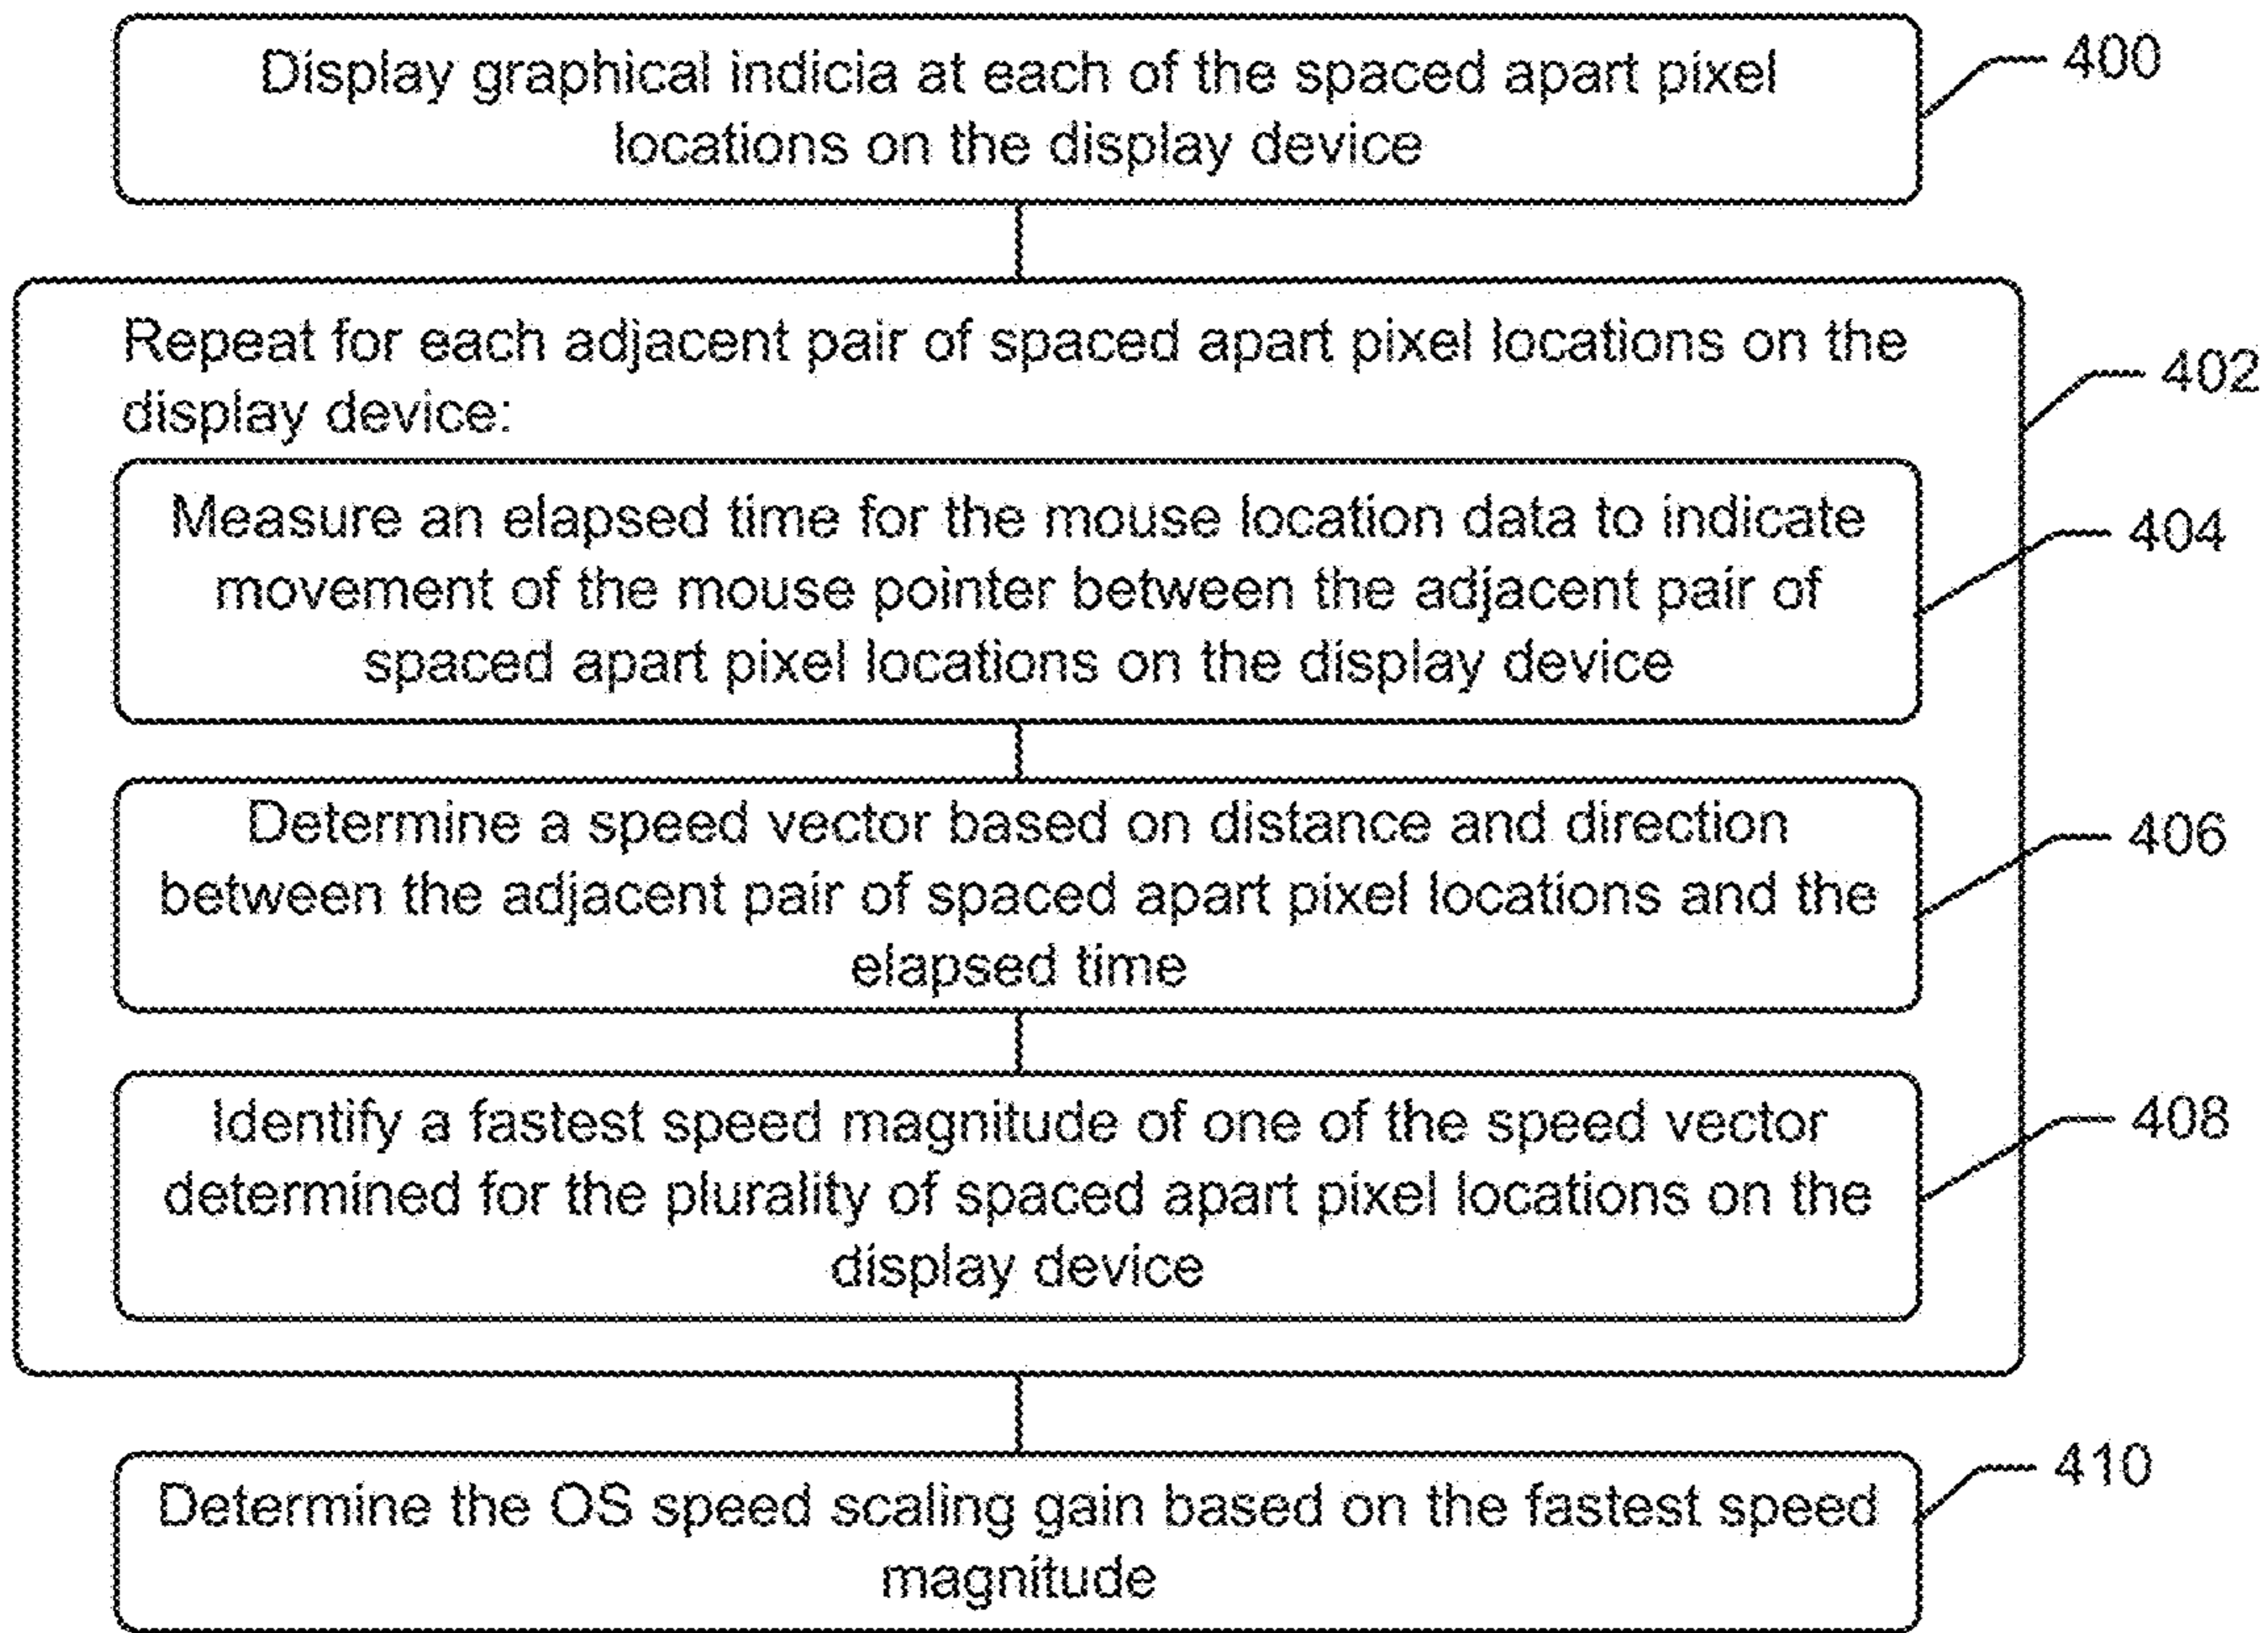 Display graphical indicia at each of the spaced apart pixel
locations on the display device
400
Repeat for each adjacent pair of spaced apart pixel locations on the
display device:
402
Measure an elapsed time for the mouse location data to indicate
movement of the mouse pointer between the adjacent pair of
spaced apart pixel locations on the display device
404
Determine a speed vector based on distance and direction
between the adjacent pair of spaced apart pixel locations and the
elapsed time
406
Identify a fastest speed magnitude of one of the speed vector
determined for the plurality of spaced apart pixel locations on the
display device
408
Determine the OS speed scaling gain based on the fastest speed
magnitude
410